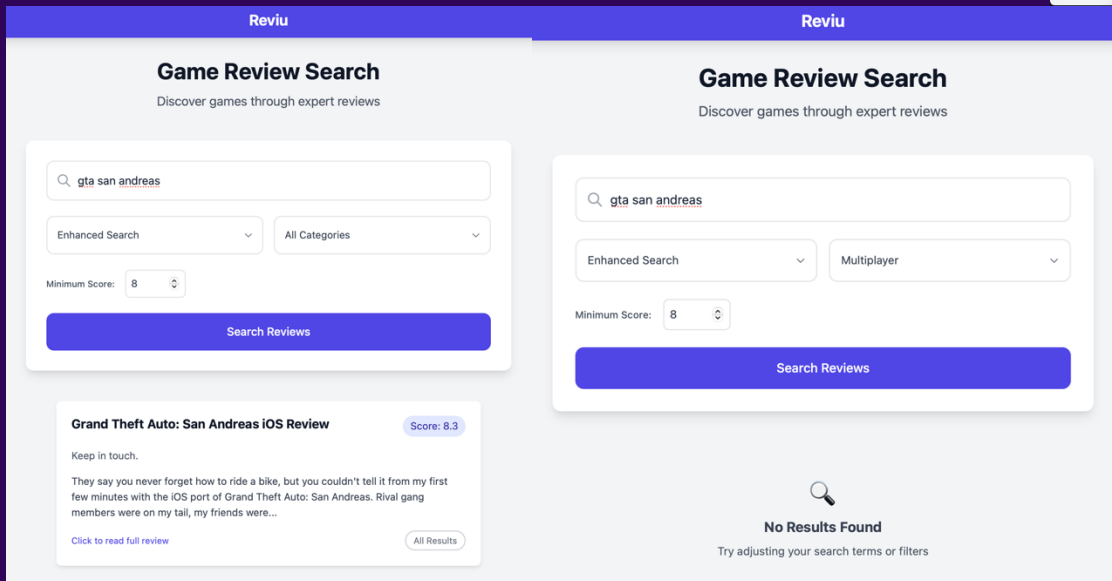 Reviu
Game Review Search
Discover games through expert reviews
gta san andreas
Enhanced Search
All Categories
Minimum Score:
8
Search Reviews
Grand Theft Auto: San Andreas iOS Review
Score: 8.3
Keep in touch.
They say you never forget how to ride a bike, but you couldn't tell it from my first
few minutes with the iOS port of Grand Theft Auto: San Andreas. Rival gang
members were on my tail, my friends were...
Click to read full review
All Results
Reviu
Game Review Search
Discover games through expert reviews
gta san andreas
Enhanced Search
Multiplayer
Minimum Score:
8
Search Reviews
No Results Found
Try adjusting your search terms or filters